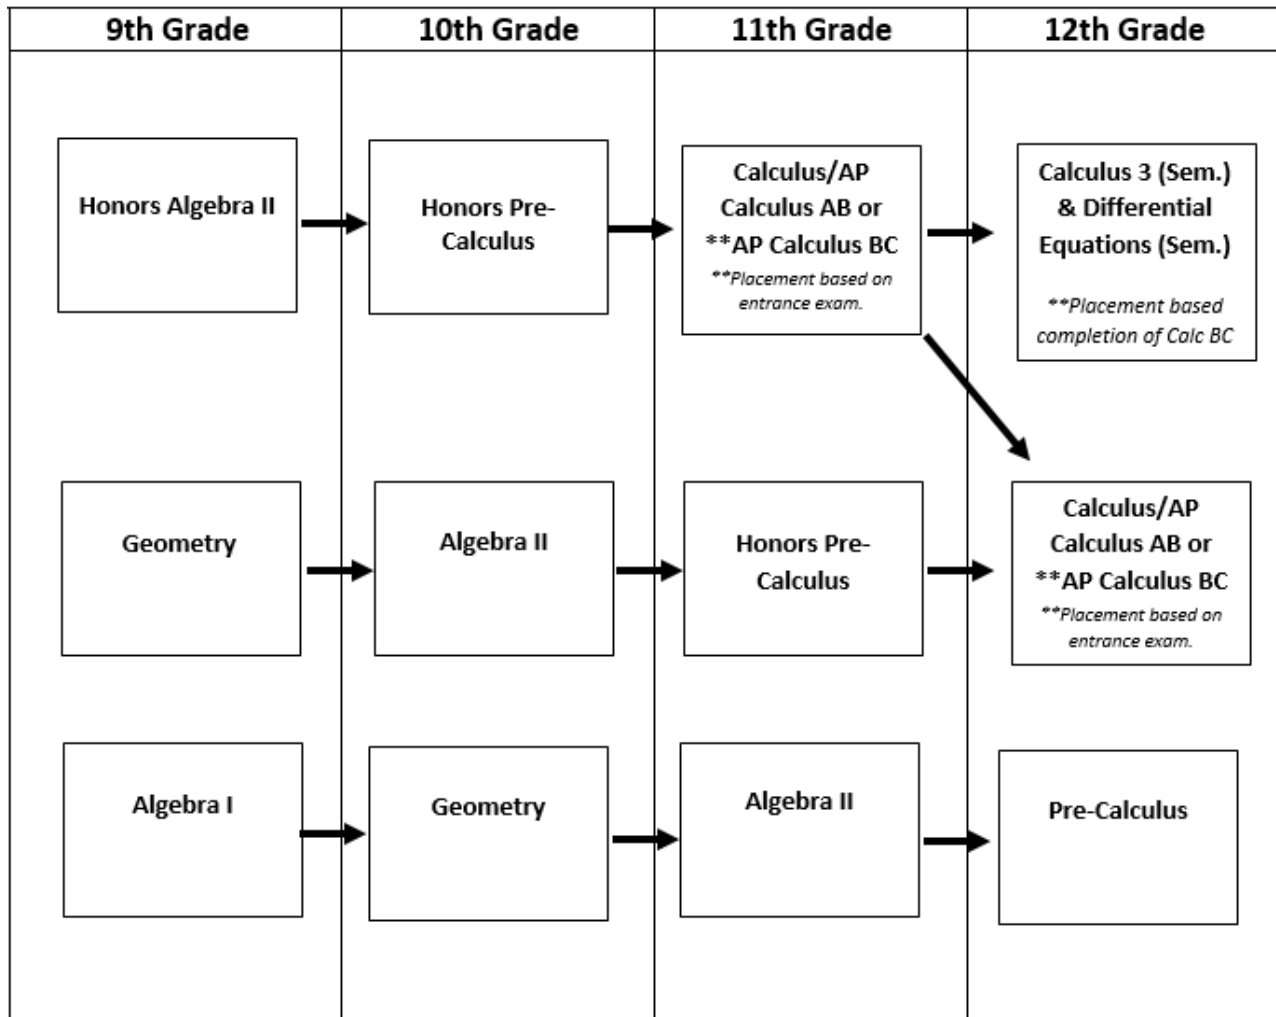 9th Grade
10th Grade
11th Grade
12th Grade
Honors Algebra II
Honors Pre-
Calculus
Calculus/AP
Calculus AB or
**AP Calculus BC
**Placement based on
entrance exam.
Calculus 3 (Sem.)
& Differential
Equations (Sem.)
**Placement based
completion of Calc BC
Geometry
Algebra II
Honors Pre-
Calculus
Calculus/AP
Calculus AB or
**AP Calculus BC
**Placement based on
entrance exam.
Algebra I
Geometry
Algebra II
Pre-Calculus